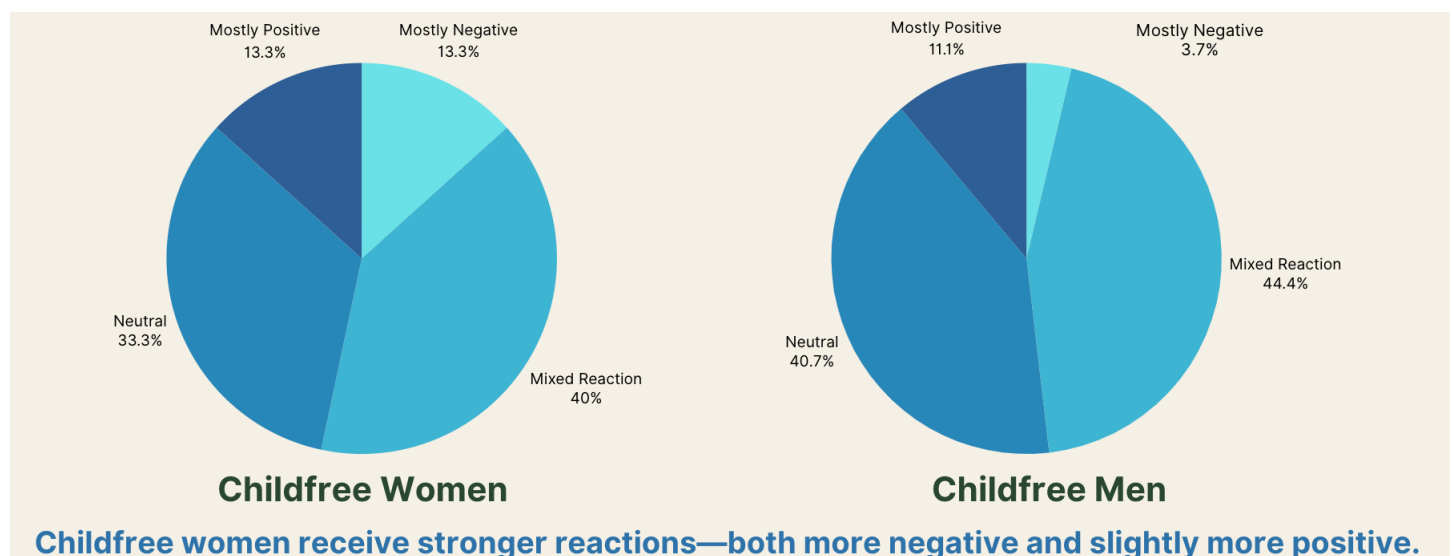 Mostly Positive
13.3%
Mostly Negative
13.3%
Neutral
33.3%
Mixed Reaction
40%
Childfree Women
Mostly Positive
11.1%
Mostly Negative
3.7%
Mixed Reaction
44.4%
Neutral
40.7%
Childfree Men
Childfree women receive stronger reactions—both more negative and slightly more positive.